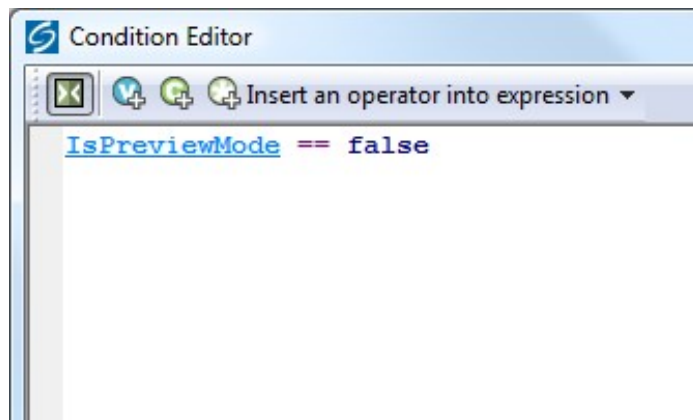 Condition Editor
Insert an operator into expression
IsPreviewMode == false